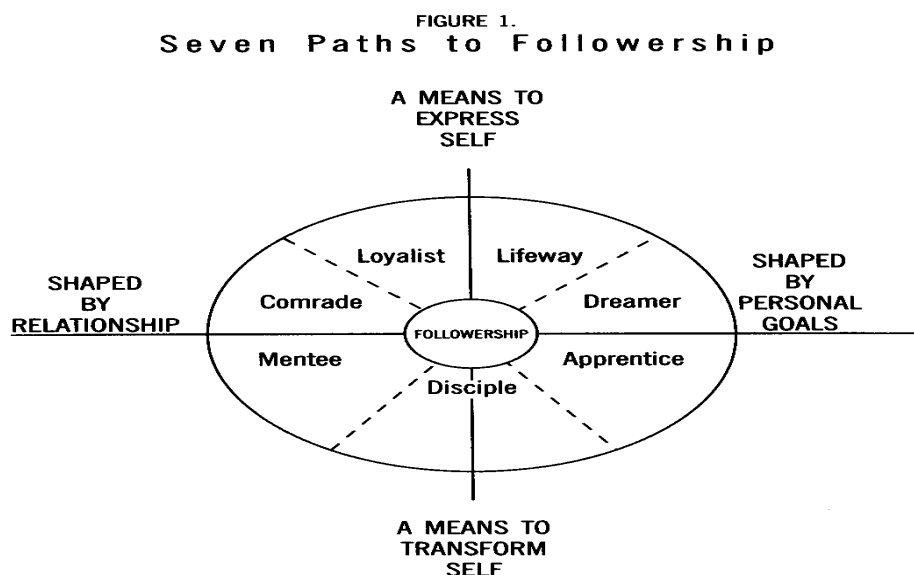 FIGURE 1.
Seven Paths to Followership
A MEANS TO
EXPRESS
SELF
Loyalist
Lifeway
SHAPED
BY
RELATIONSHIP
Comrade
Dreamer
SHAPED
BY
PERSONAL
GOALS
FOLLOWERSHIP
Mentee
Apprentice
Disciple
A MEANS TO
TRANSFORM
SELF